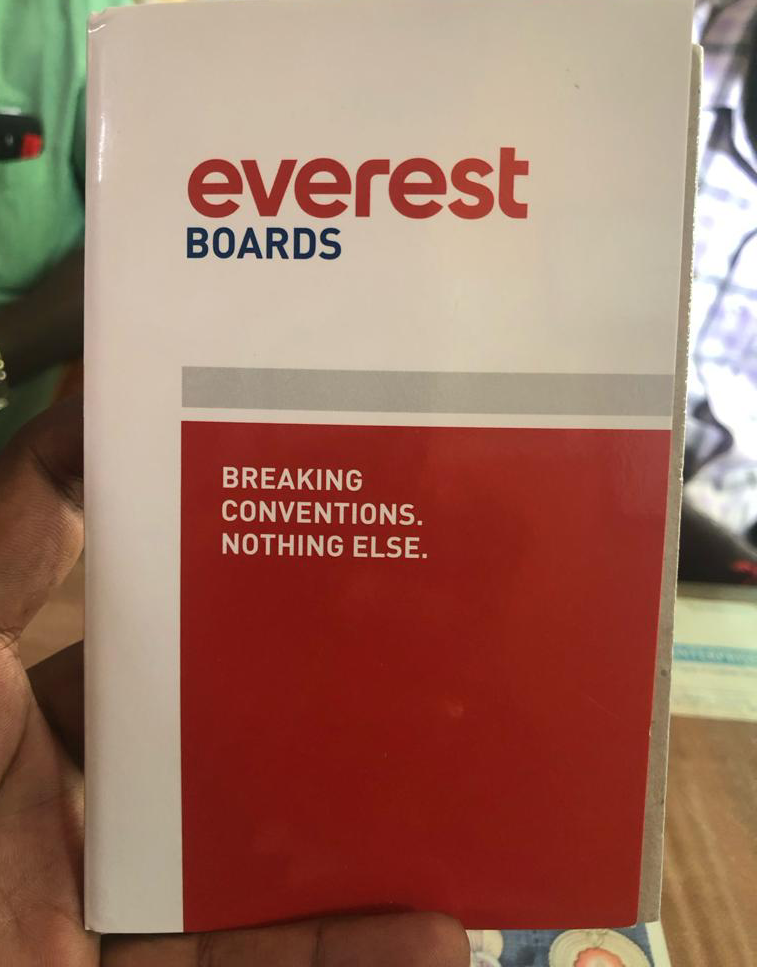 everest
BOARDS
BREAKING
CONVENTIONS.
NOTHING ELSE.